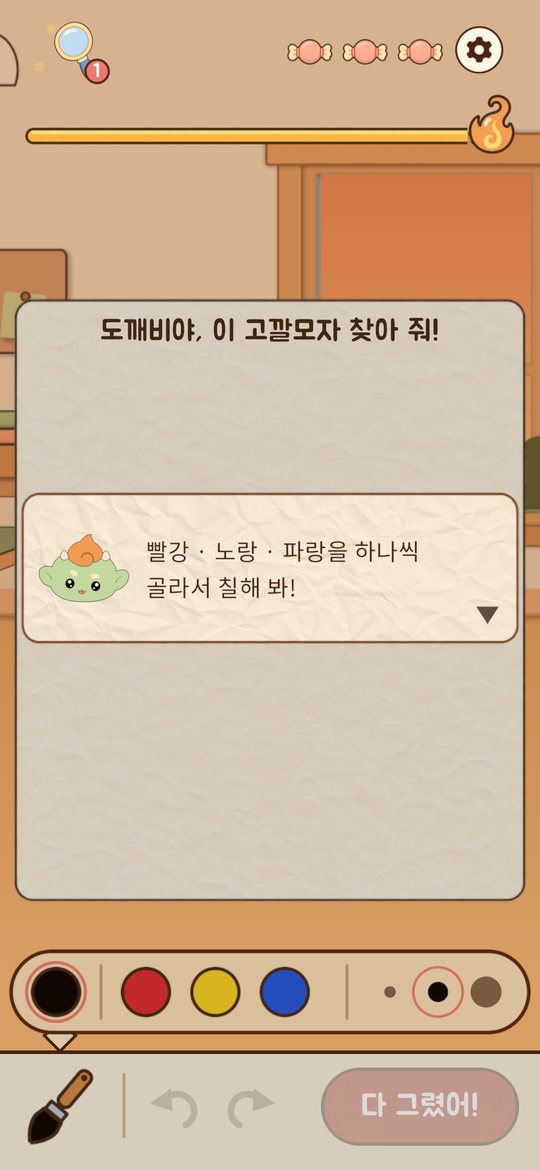 1
도깨비야, 이 고깔모자 찾아 줘!
빨강 · 노랑 · 파랑을 하나씩
골라서 칠해 봐!
다 그렸어!